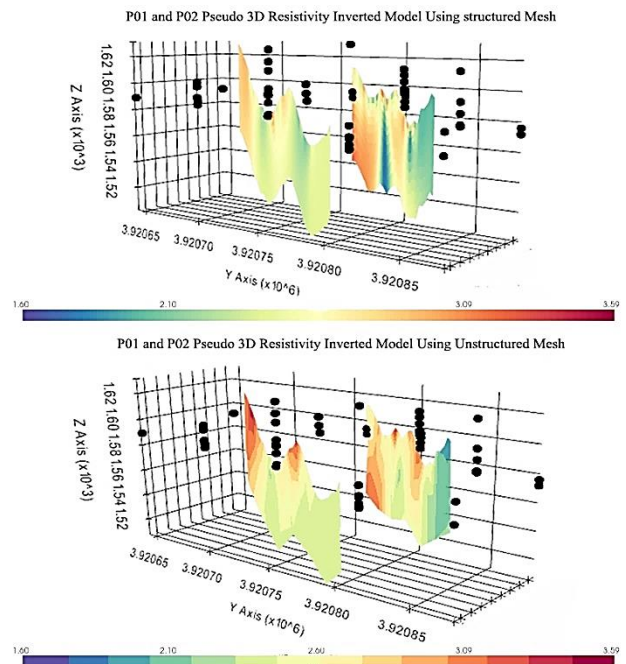 P01 and P02 Pseudo 3D Resistivity Inverted Model Using structured Mesh
Z Axis (x10^3)
1.62 1.60 1.58 1.56 1.54 1.52
3.92065
3.92070
3.92075
3.92080
3.92085
Y Axis (x10^6)
1.60
2.10
3.09
3.59
P01 and P02 Pseudo 3D Resistivity Inverted Model Using Unstructured Mesh
Z Axis (x10^3)
1.62 1.60 1.58 1.56 1.54 1.52
3.92065
3.92070
3.92075
3.92080
3.92085
Y Axis (x10^6)
1.60
2.10
2.60
3.09
3.59